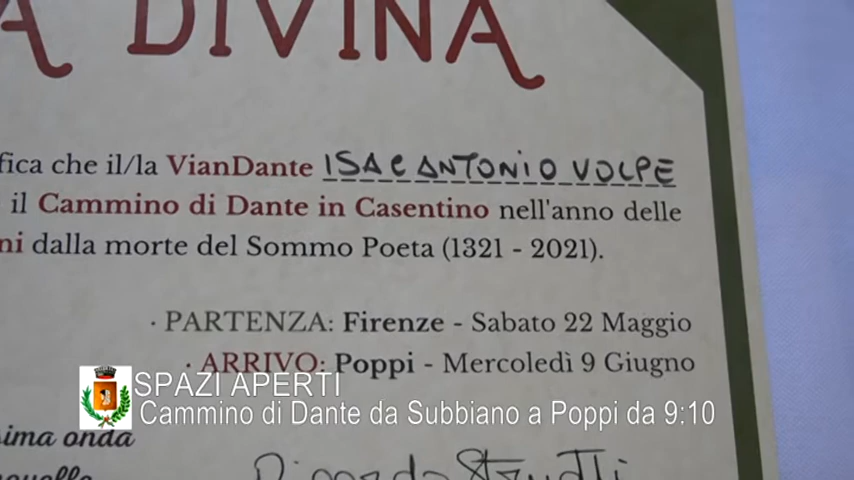 A DIVINA
fica che il/la VianDante ISAC ANTONIO VOLPE
il Cammino di Dante in Casentino nell'anno delle
ni dalla morte del Sommo Poeta (1321 - 2021).
· PARTENZA: Firenze - Sabato 22 Maggio
· ARRIVO: Poppi - Mercoledì 9 Giugno
SPAZI APERTI
Cammino di Dante da Subbiano a Poppi da 9:10
sima onda